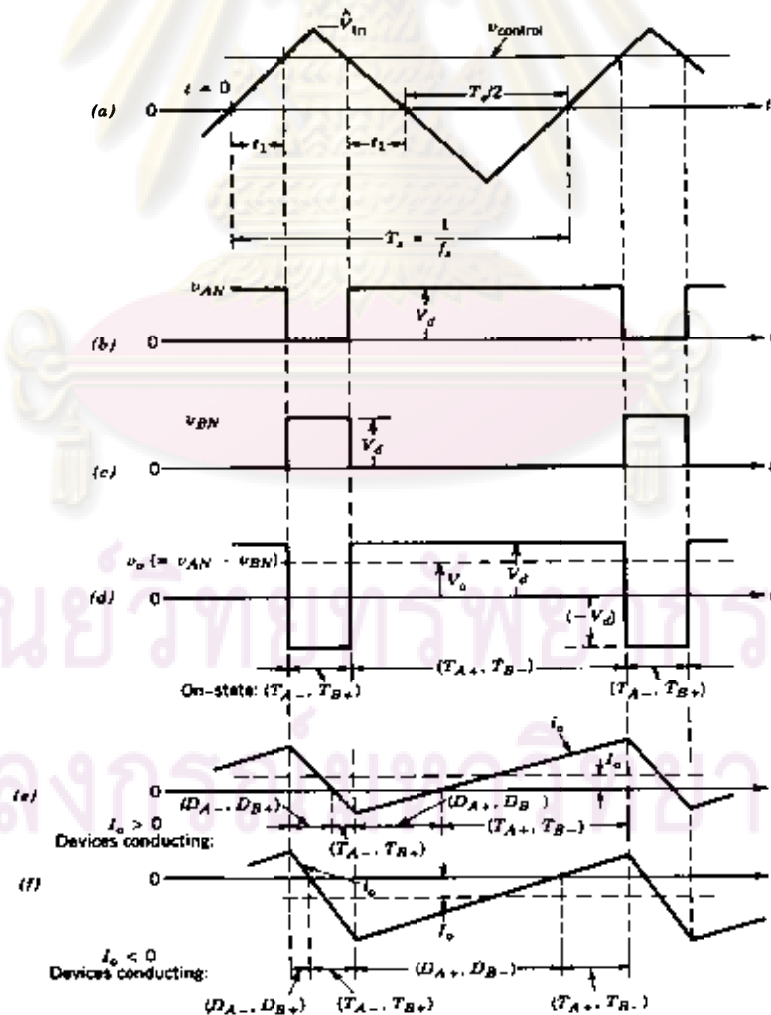 V̂tri
vcontrol
t = 0
(a) 0 t
Ts/2
t1 t1
Ts = 1/fs
vAN
Vd
(b) 0
vBN
Vd
(c) 0
vo (= vAN - vBN)
Vo Vd
(d) 0
(-Vd)
(TA+, TB-)
On-state: (TA-, TB+) (TA-, TB+)
io
Io
(e) 0
(DA-, DB+) (DA+, DB-)
Io > 0 (TA+, TB-)
Devices conducting: (TA-, TB+)
(f) 0
io
Io
Io < 0 (DA+, DB-)
Devices conducting:
(DA-, DB+) (TA-, TB+) (TA+, TB-)